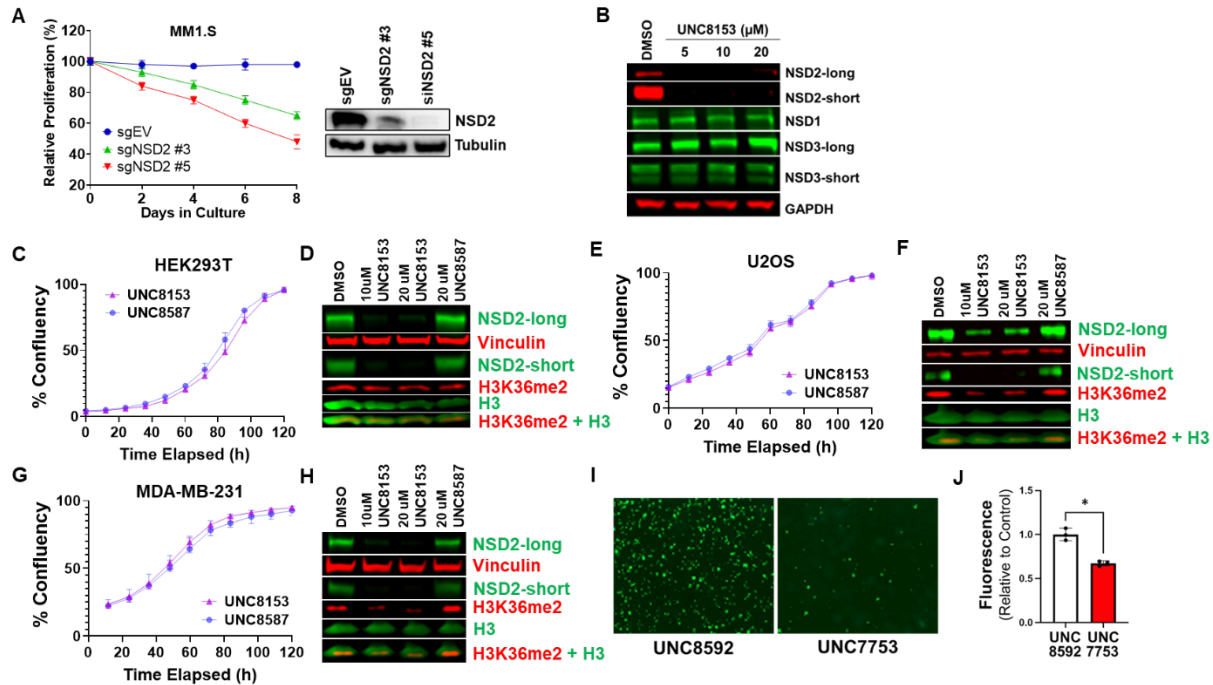 A
MM1.S
Relative Proliferation (%)
120
100
80
60
40
20
sgEV
sgNSD2 #3
sgNSD2 #5
0 2 4 6 8
Days in Culture
sgEV
sgNSD2 #3
siNSD2 #5
NSD2
Tubulin
B
DMSO
UNC8153 (µM)
5 10 20
NSD2-long
NSD2-short
NSD1
NSD3-long
NSD3-short
GAPDH
C
HEK293T
% Confluency
100
50
0
UNC8153
UNC8587
0 20 40 60 80 100 120
Time Elapsed (h)
D
DMSO
10uM
UNC8153
20 uM
UNC8153
20 uM
UNC8587
NSD2-long
Vinculin
NSD2-short
H3K36me2
H3
H3K36me2 + H3
E
U2OS
% Confluency
100
50
0
UNC8153
UNC8587
0 20 40 60 80 100 120
Time Elapsed (h)
F
DMSO
10uM
UNC8153
20 uM
UNC8153
20 uM
UNC8587
NSD2-long
Vinculin
NSD2-short
H3K36me2
H3
H3K36me2 + H3
G
MDA-MB-231
% Confluency
100
50
0
UNC8153
UNC8587
0 20 40 60 80 100 120
Time Elapsed (h)
H
DMSO
10uM
UNC8153
20 uM
UNC8153
20 uM
UNC8587
NSD2-long
Vinculin
NSD2-short
H3K36me2
H3
H3K36me2 + H3
I
UNC8592
UNC7753
J
Fluorescence
(Relative to Control)
1.5
1.0
0.5
0.0
*
UNC UNC
8592 7753